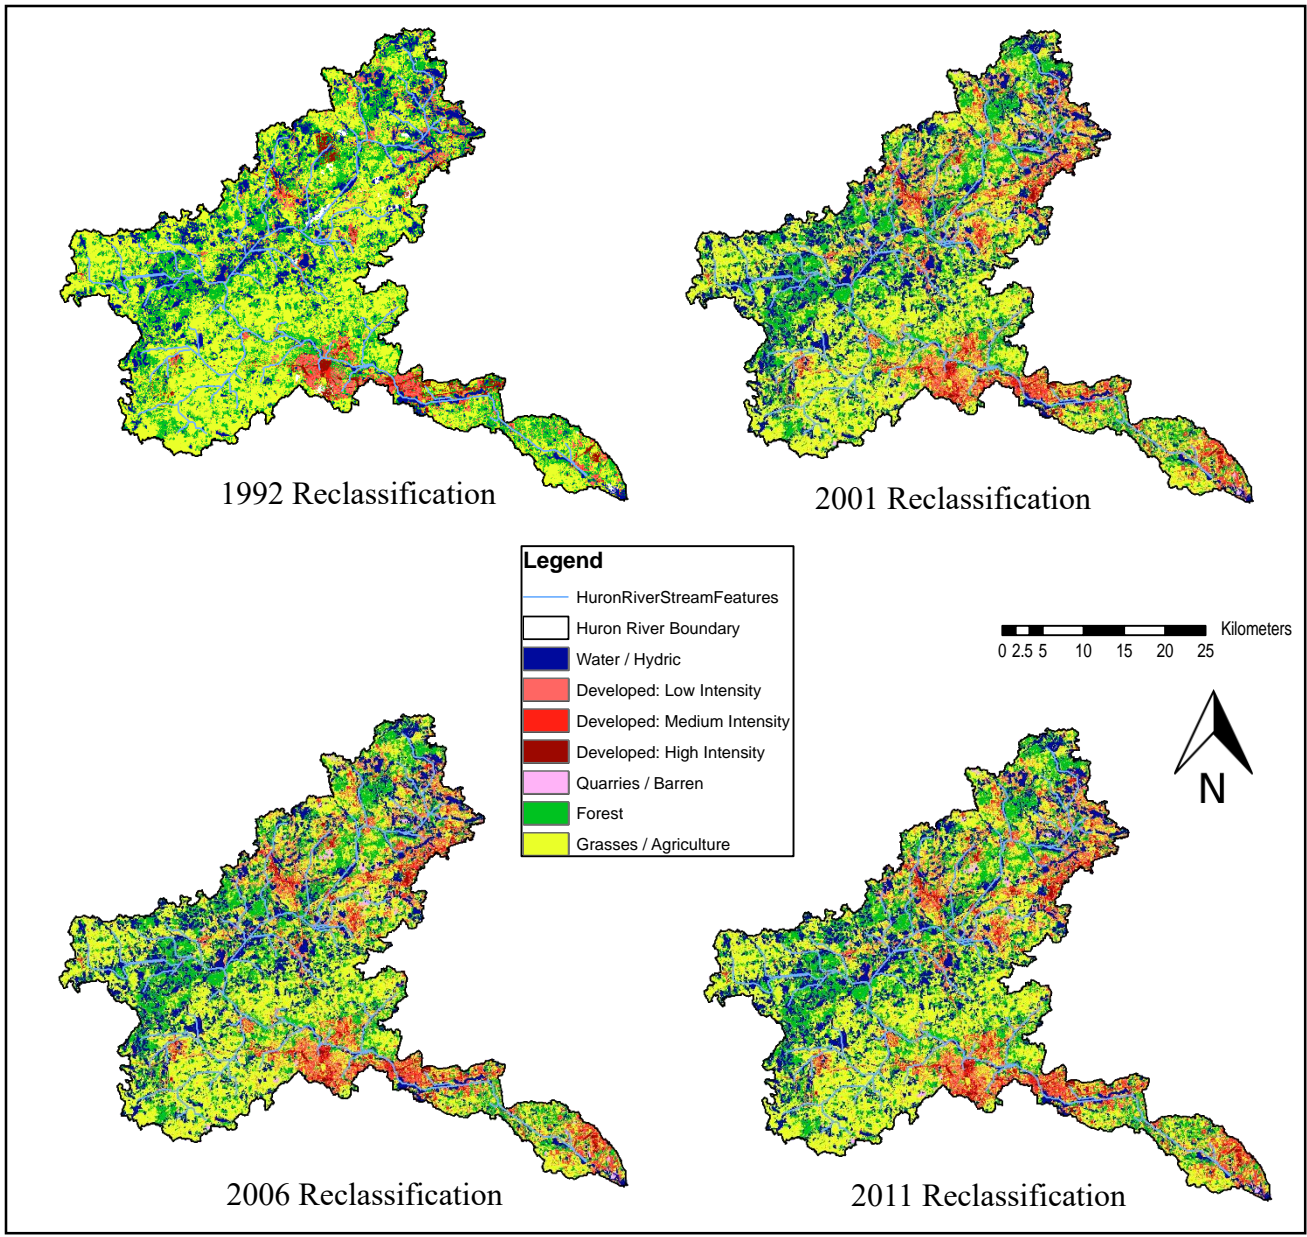 1992 Reclassification
2001 Reclassification
Legend
HuronRiverStreamFeatures
Huron River Boundary
Water / Hydric
Developed: Low Intensity
Developed: Medium Intensity
Developed: High Intensity
Quarries / Barren
Forest
Grasses / Agriculture
Kilometers
0 2.5 5 10 15 20 25
N
2006 Reclassification
2011 Reclassification